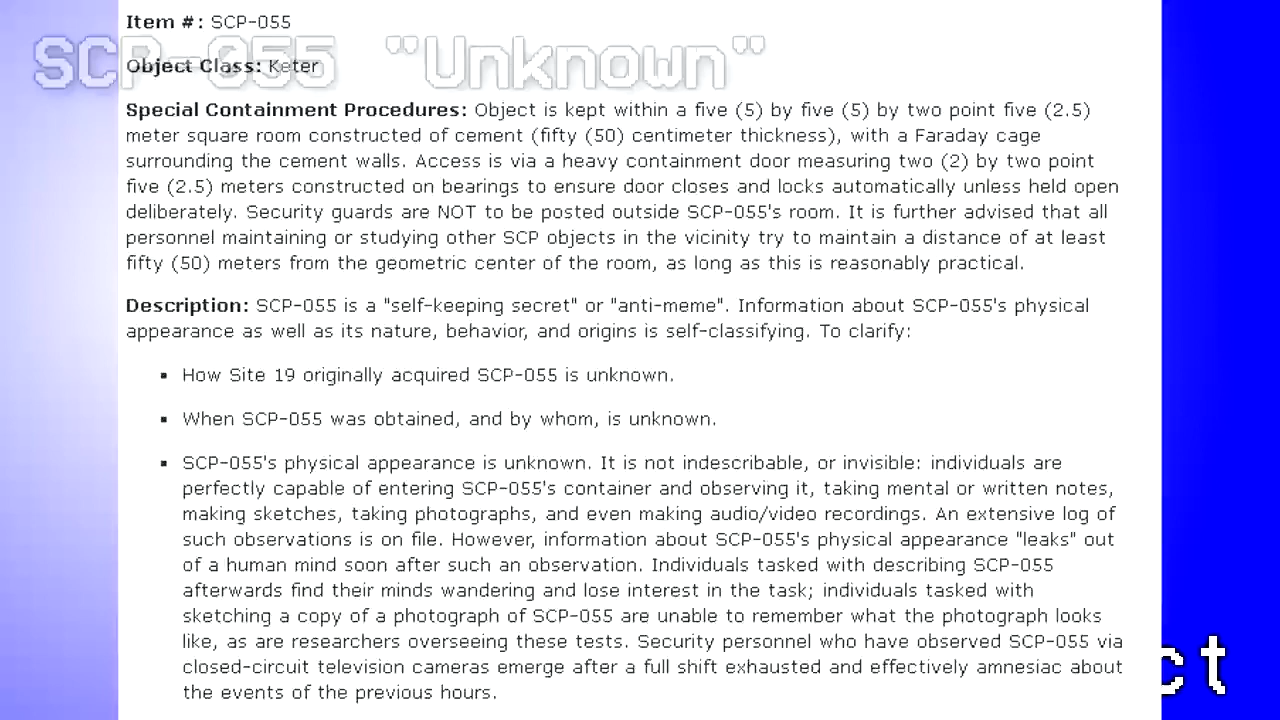 Item #: SCP-055
SCP-055 "Unknown"
Object Class: Keter
Special Containment Procedures: Object is kept within a five (5) by five (5) by two point five (2.5)
meter square room constructed of cement (fifty (50) centimeter thickness), with a Faraday cage
surrounding the cement walls. Access is via a heavy containment door measuring two (2) by two point
five (2.5) meters constructed on bearings to ensure door closes and locks automatically unless held open
deliberately. Security guards are NOT to be posted outside SCP-055's room. It is further advised that all
personnel maintaining or studying other SCP objects in the vicinity try to maintain a distance of at least
fifty (50) meters from the geometric center of the room, as long as this is reasonably practical.
Description: SCP-055 is a "self-keeping secret" or "anti-meme". Information about SCP-055's physical
appearance as well as its nature, behavior, and origins is self-classifying. To clarify:
▪ How Site 19 originally acquired SCP-055 is unknown.
▪ When SCP-055 was obtained, and by whom, is unknown.
▪ SCP-055's physical appearance is unknown. It is not indescribable, or invisible: individuals are
perfectly capable of entering SCP-055's container and observing it, taking mental or written notes,
making sketches, taking photographs, and even making audio/video recordings. An extensive log of
such observations is on file. However, information about SCP-055's physical appearance "leaks" out
of a human mind soon after such an observation. Individuals tasked with describing SCP-055
afterwards find their minds wandering and lose interest in the task; individuals tasked with
sketching a copy of a photograph of SCP-055 are unable to remember what the photograph looks
like, as are researchers overseeing these tests. Security personnel who have observed SCP-055 via
closed-circuit television cameras emerge after a full shift exhausted and effectively amnesiac about
the events of the previous hours.
ct